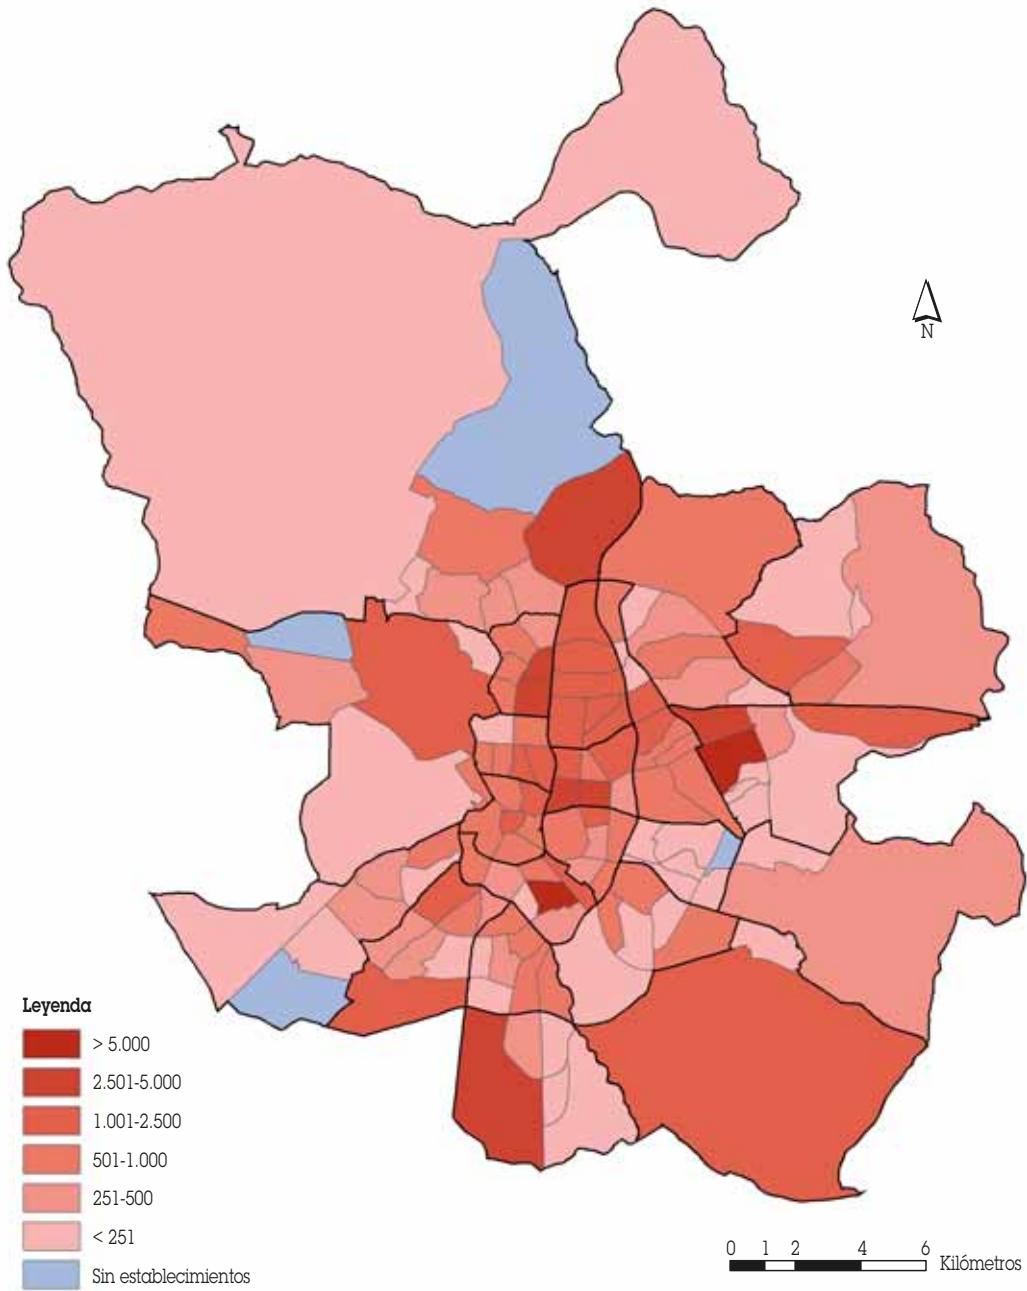 N
Leyenda
> 5.000
2.501-5.000
1.001-2.500
501-1.000
251-500
< 251
Sin establecimientos
0 1 2 4 6 Kilómetros